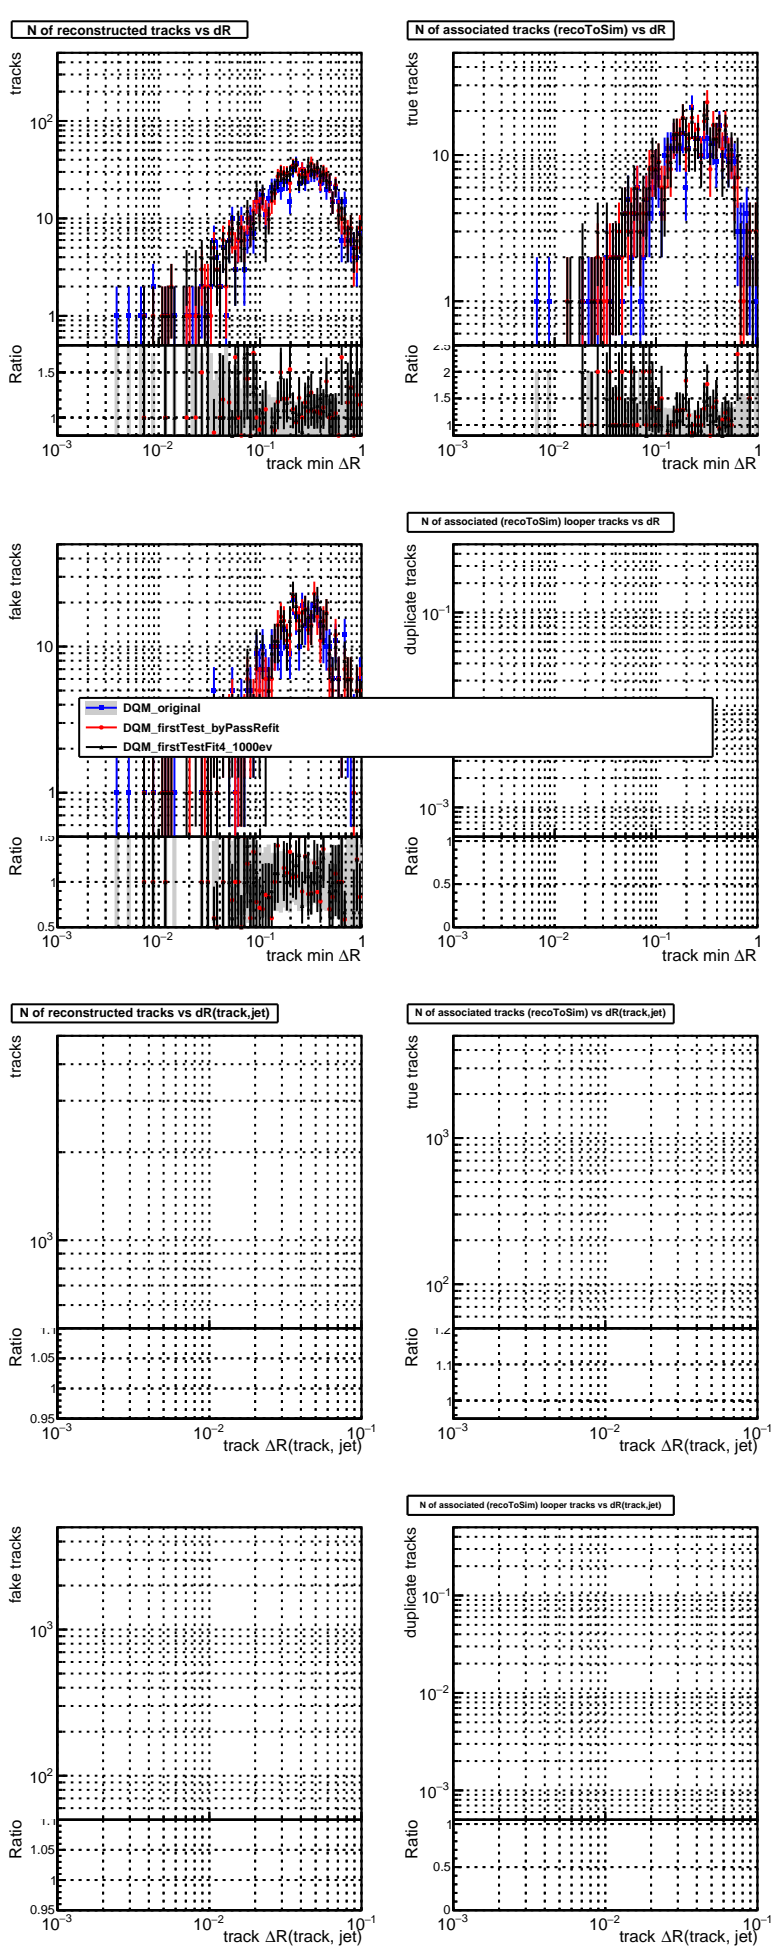 N of reconstructed tracks vs dR
tracks
10²
10
1
Ratio
1.5
1
10⁻³
10⁻²
10⁻¹
1
track min ΔR
N of associated tracks (recoToSim) vs dR
true tracks
10
1
Ratio
2.5
2
1.5
1
10⁻³
10⁻²
10⁻¹
1
track min ΔR
fake tracks
10
1
Ratio
1.5
1
0.5
10⁻³
10⁻²
10⁻¹
1
track min ΔR
N of associated (recoToSim) looper tracks vs dR
duplicate tracks
10⁻¹
10⁻³
Ratio
1
0.5
0
10⁻³
10⁻²
10⁻¹
1
track min ΔR
DQM_original
DQM_firstTest_byPassRefit
DQM_firstTestFit4_1000ev
N of reconstructed tracks vs dR(track,jet)
tracks
10³
Ratio
1.1
1.05
1
0.95
10⁻³
10⁻²
10⁻¹
track ΔR(track, jet)
N of associated tracks (recoToSim) vs dR(track,jet)
true tracks
10³
10²
Ratio
1.2
1.1
1
10⁻³
10⁻²
10⁻¹
track ΔR(track, jet)
fake tracks
10³
10²
Ratio
1.1
1.05
1
0.95
10⁻³
10⁻²
10⁻¹
track ΔR(track, jet)
N of associated (recoToSim) looper tracks vs dR(track,jet)
duplicate tracks
10⁻¹
10⁻²
10⁻³
Ratio
1
0.5
0
10⁻³
10⁻²
10⁻¹
track ΔR(track, jet)